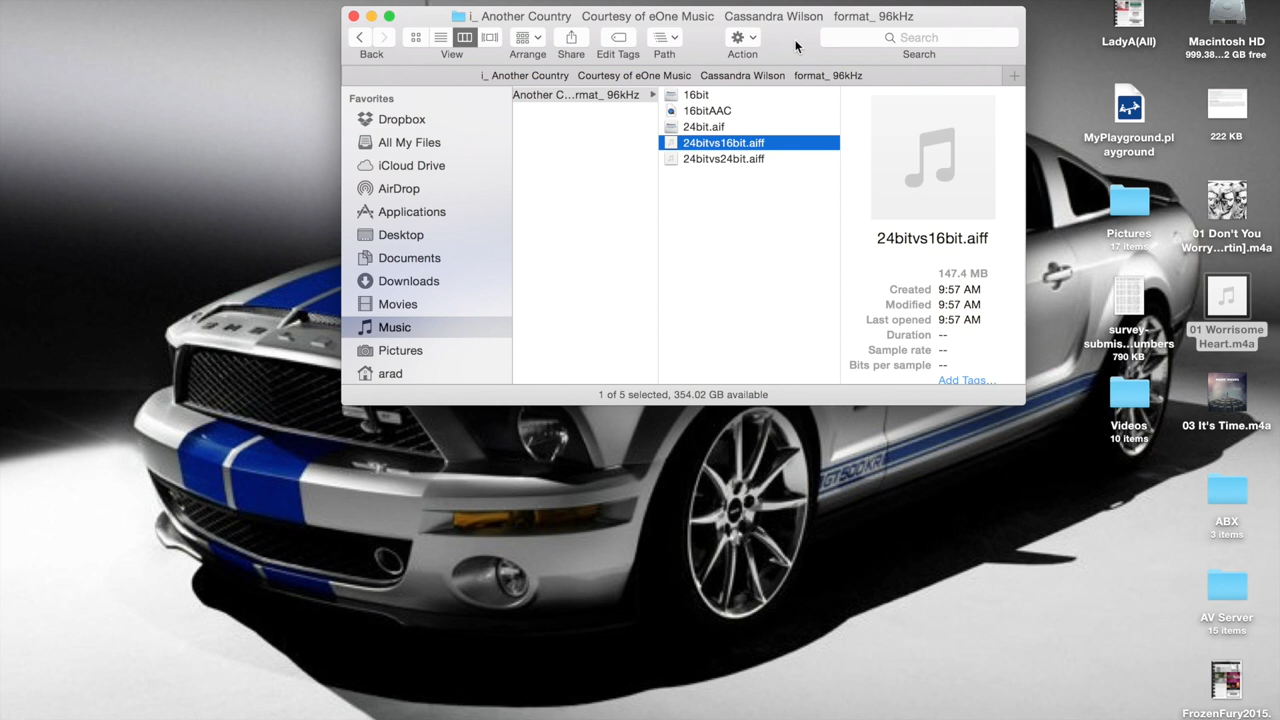 i_ Another Country   Courtesy of eOne Music   Cassandra Wilson   format_ 96kHz
Back
View
Arrange
Share
Edit Tags
Path
Action
Search
Search
i_ Another Country   Courtesy of eOne Music   Cassandra Wilson   format_ 96kHz
Favorites
Dropbox
All My Files
iCloud Drive
AirDrop
Applications
Desktop
Documents
Downloads
Movies
Music
Pictures
arad
Another C...rmat_ 96kHz
16bit
16bitAAC
24bit.aif
24bitvs16bit.aiff
24bitvs24bit.aiff
24bitvs16bit.aiff
147.4 MB
Created 9:57 AM
Modified 9:57 AM
Last opened 9:57 AM
Duration --
Sample rate --
Bits per sample --
Add Tags...
1 of 5 selected, 354.02 GB available
LadyA(All)
Macintosh HD
999.38...2 GB free
MyPlayground.pl
ayground
222 KB
Pictures
17 items
01 Don't You
Worry...rtin].m4a
survey-
submis...umbers
790 KB
01 Worrisome
Heart.m4a
Videos
10 items
03 It's Time.m4a
ABX
3 items
AV Server
15 items
FrozenFury2015.
GT500KR